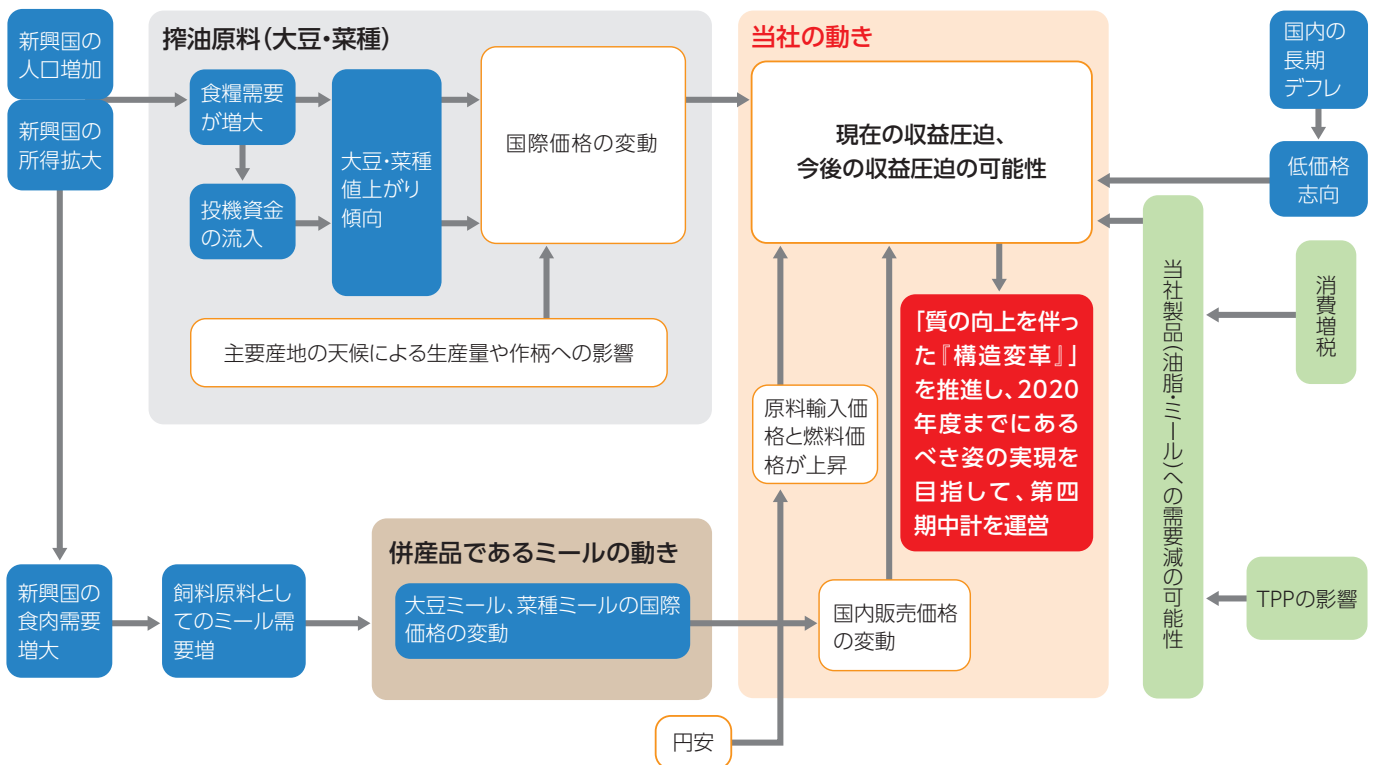 新興国の
人口増加
新興国の
所得拡大
搾油原料(大豆・菜種)
食糧需要
が増大
投機資金
の流入
大豆・菜種
値上がり
傾向
国際価格の変動
主要産地の天候による生産量や作柄への影響
当社の動き
現在の収益圧迫、
今後の収益圧迫の可能性
国内の
長期
デフレ
低価格
志向
「質の向上を伴っ
た『構造変革』」
を推進し、2020
年度までにある
べき姿の実現を
目指して、第四
期中計を運営
原料輸入価
格と燃料価
格が上昇
当社製品(油脂・ミール)への需要減の可能性
消費増税
TPPの影響
新興国の
食肉需要
増大
飼料原料とし
てのミール需
要増
併産品であるミールの動き
大豆ミール、菜種ミールの国際
価格の変動
国内販売価格
の変動
円安